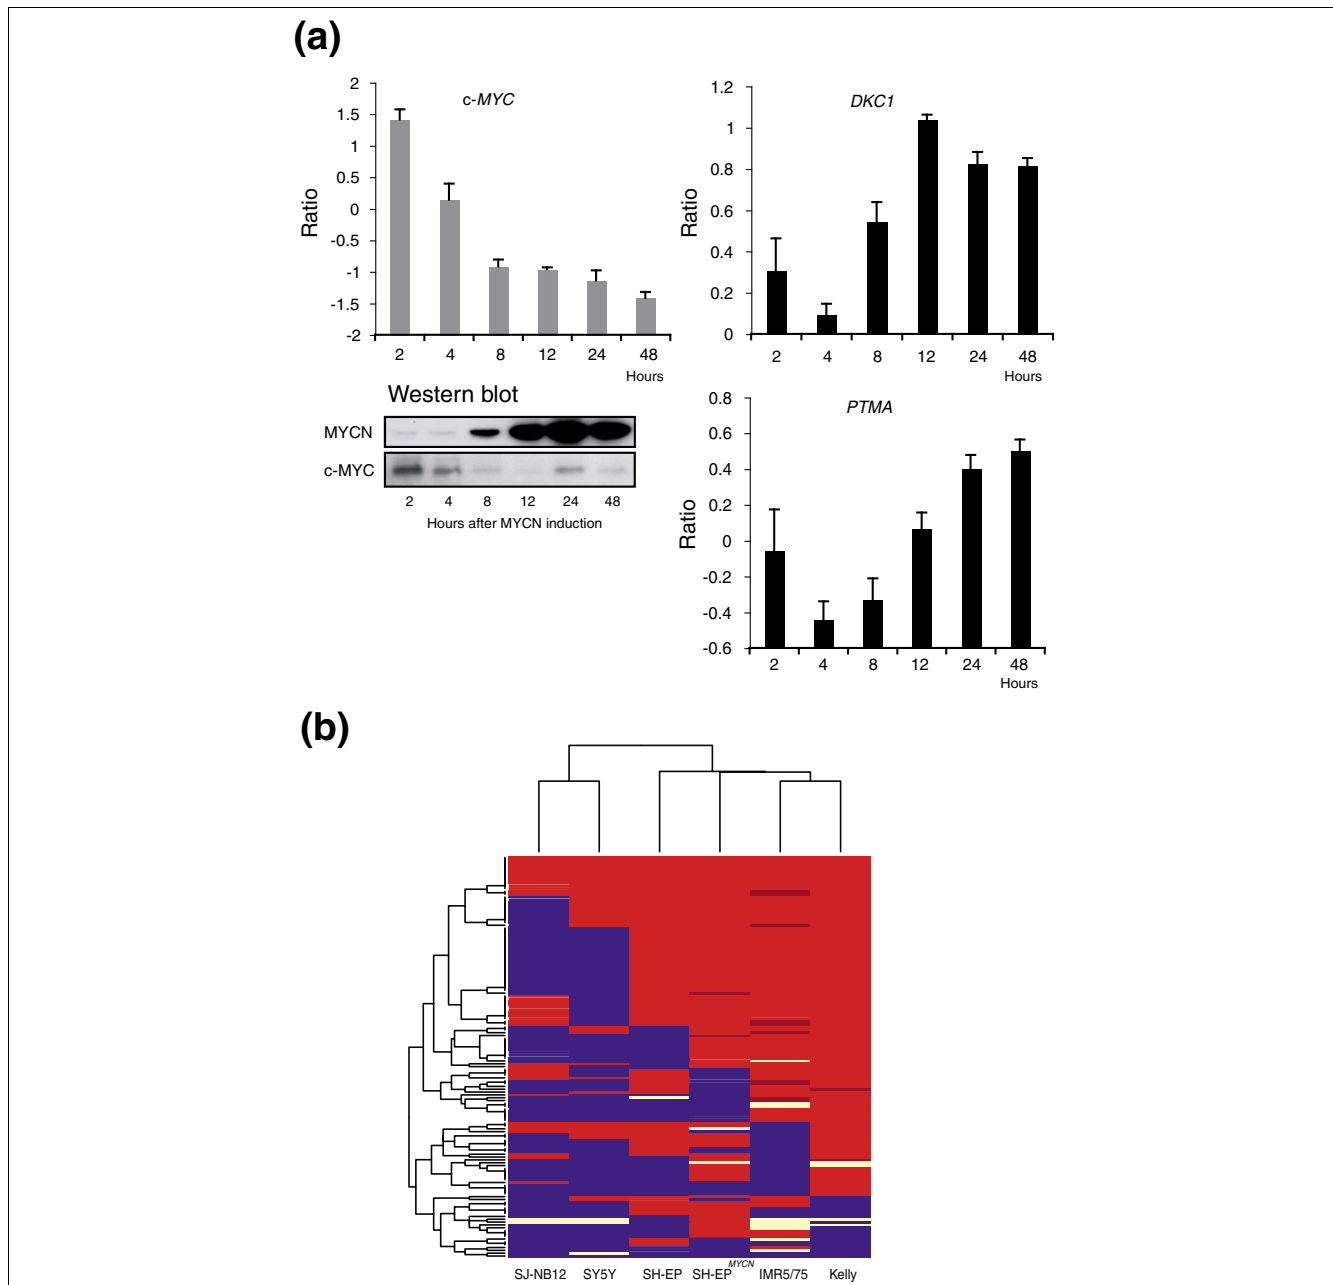 (a)
c-MYC
2
1.5
1
0.5
0
-0.5
-1
-1.5
-2
Ratio
2 4 8 12 24 48
Hours
DKC1
1.2
1
0.8
0.6
0.4
0.2
0
Ratio
2 4 8 12 24 48
Hours
Western blot
MYCN
c-MYC
2 4 8 12 24 48
Hours after MYCN induction
PTMA
0.8
0.6
0.4
0.2
0
-0.2
-0.4
-0.6
Ratio
2 4 8 12 24 48
Hours
(b)
SJ-NB12 SY5Y SH-EP SH-EP MYCN IMR5/75 Kelly